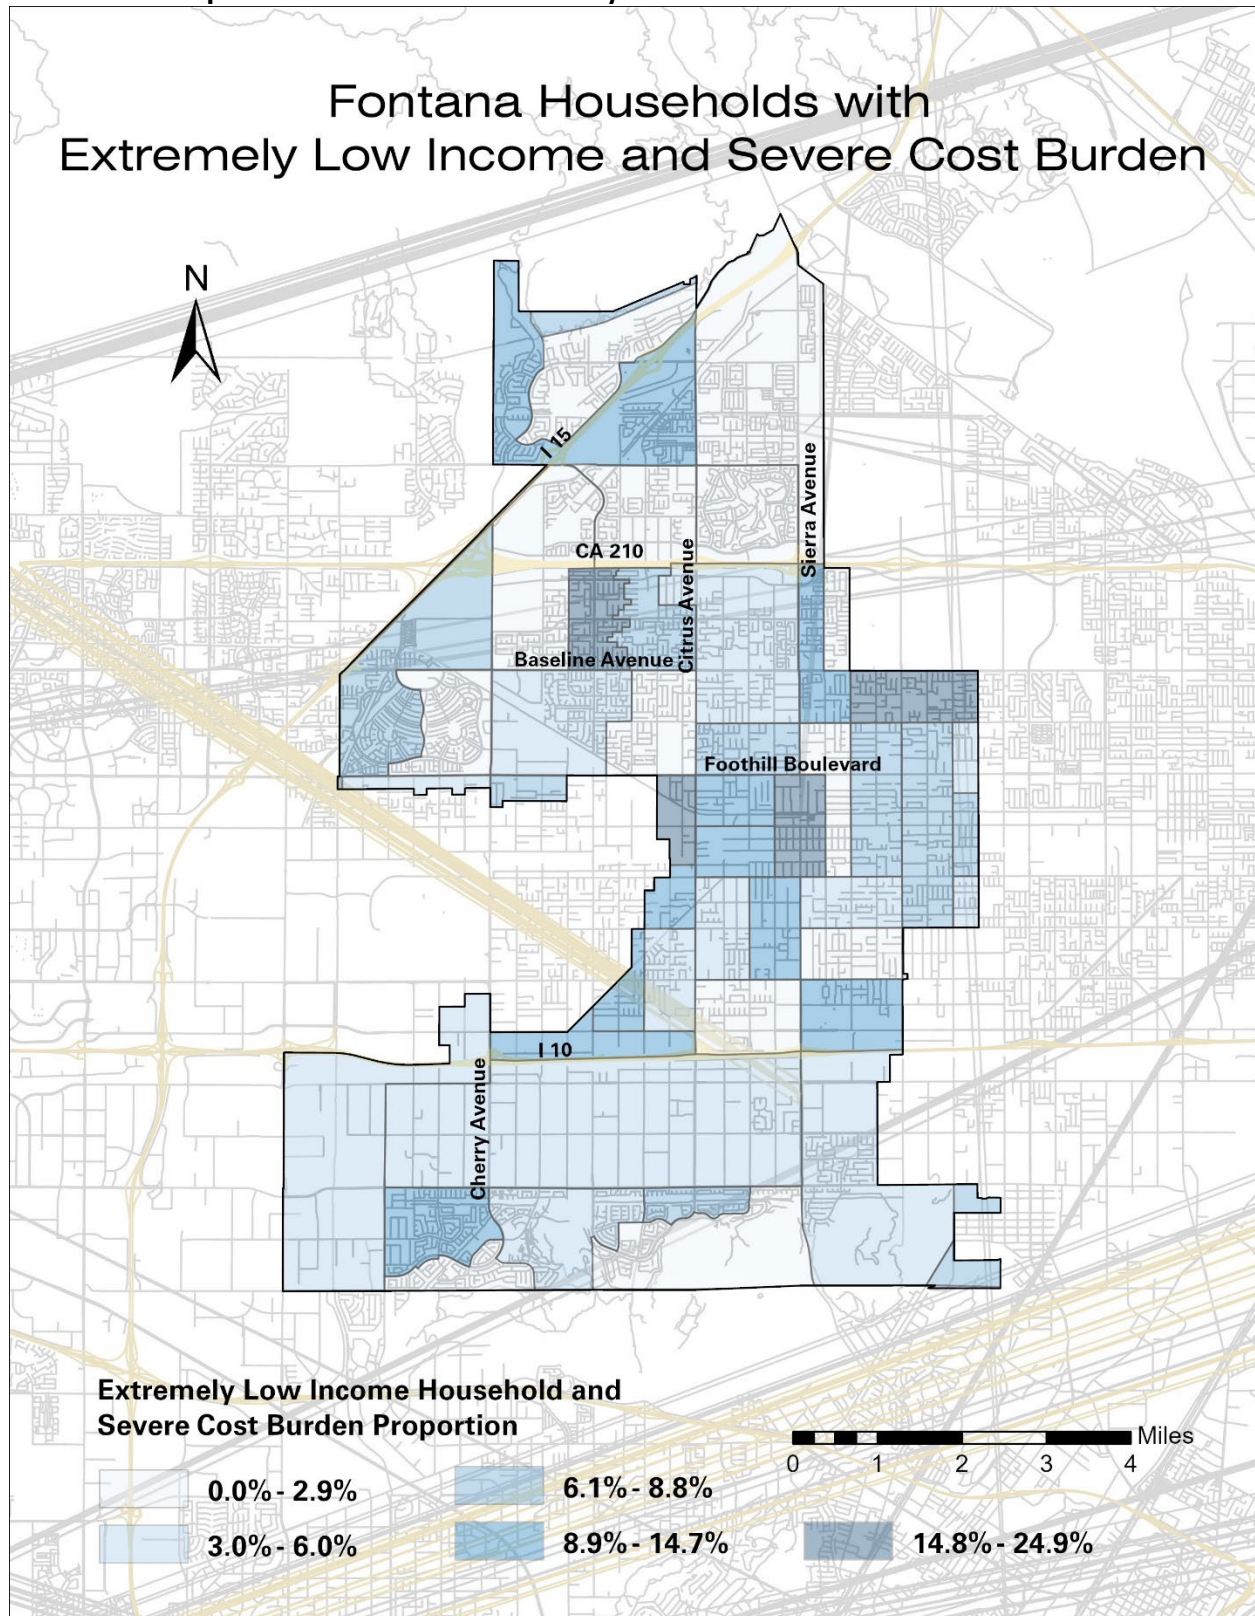 Fontana Households with
Extremely Low Income and Severe Cost Burden
N
I 15
Sierra Avenue
CA 210
Citrus Avenue
Baseline Avenue
Foothill Boulevard
I 10
Cherry Avenue
Extremely Low Income Household and
Severe Cost Burden Proportion
Miles
0 1 2 3 4
0.0% - 2.9%
6.1% - 8.8%
3.0% - 6.0%
8.9% - 14.7%
14.8% - 24.9%